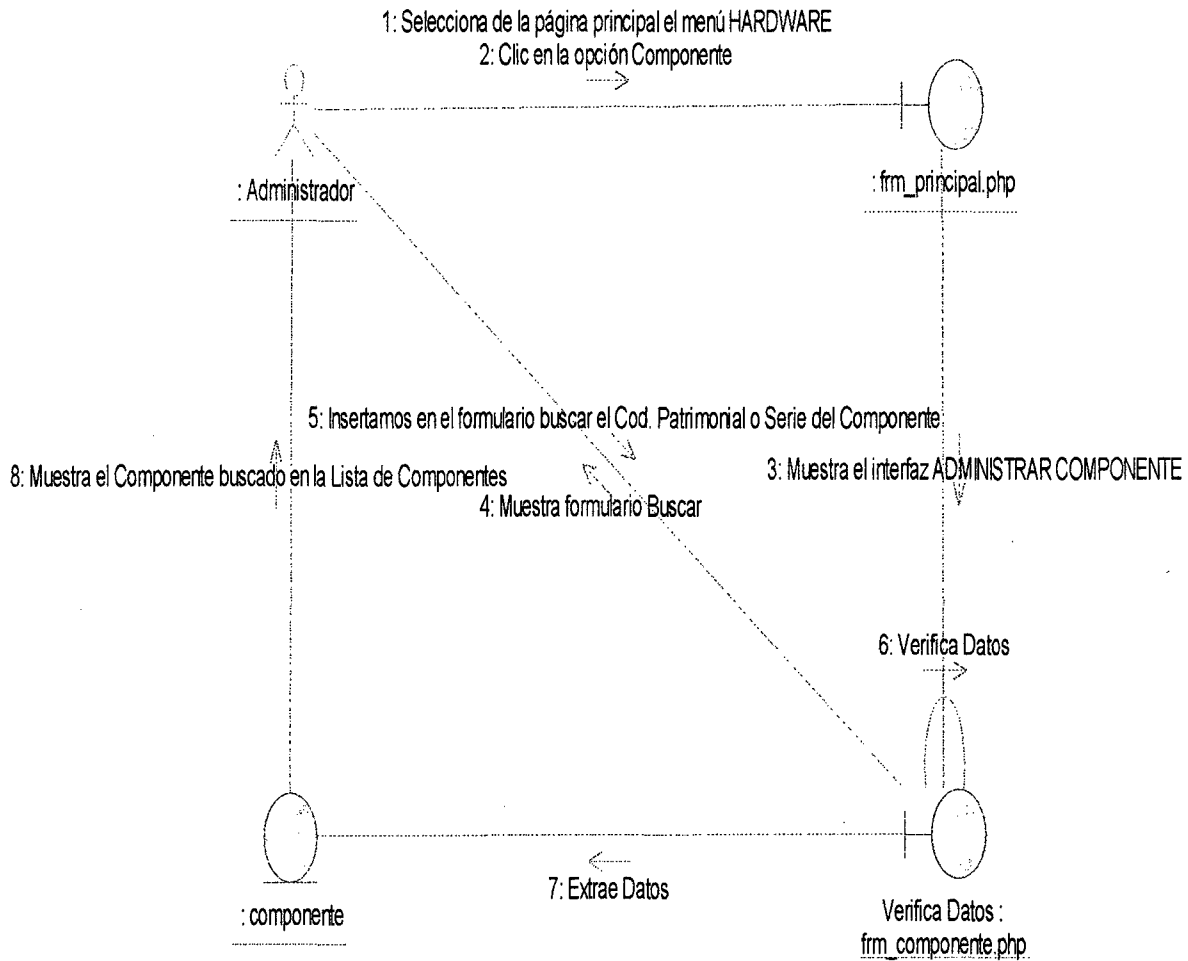 1: Selecciona de la página principal el menú HARDWARE
2: Clic en la opción Componente
: Administrador
: frm_principal.php
5: Insertamos en el formulario buscar el Cod. Patrimonial o Serie del Componente
8: Muestra el Componente buscado en la Lista de Componentes
3: Muestra el interfaz ADMINISTRAR COMPONENTE
4: Muestra formulario Buscar
6: Verifica Datos
7: Extrae Datos
: componente
Verifica Datos :
frm_componente.php